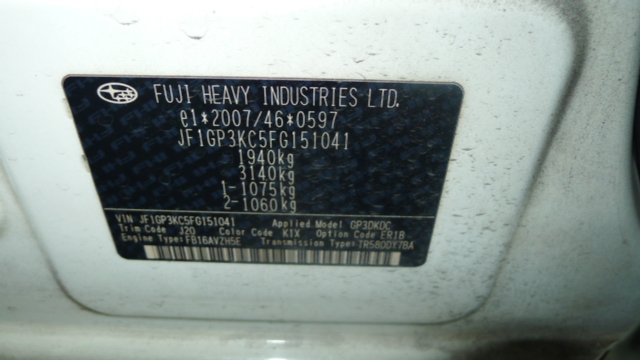 FUJI HEAVY INDUSTRIES LTD.
e1*2007/46*0597
JF1GP3KC5FG151041
1940kg
3140kg
1-1075kg
2-1060kg
VIN JF1GP3KC5FG151041 Applied Model GP3DKDC
Trim Code J20 Color Code K1X Option Code ER1B
Engine Type: FB16AVZH5E Transmission Type: TR580DY7BA